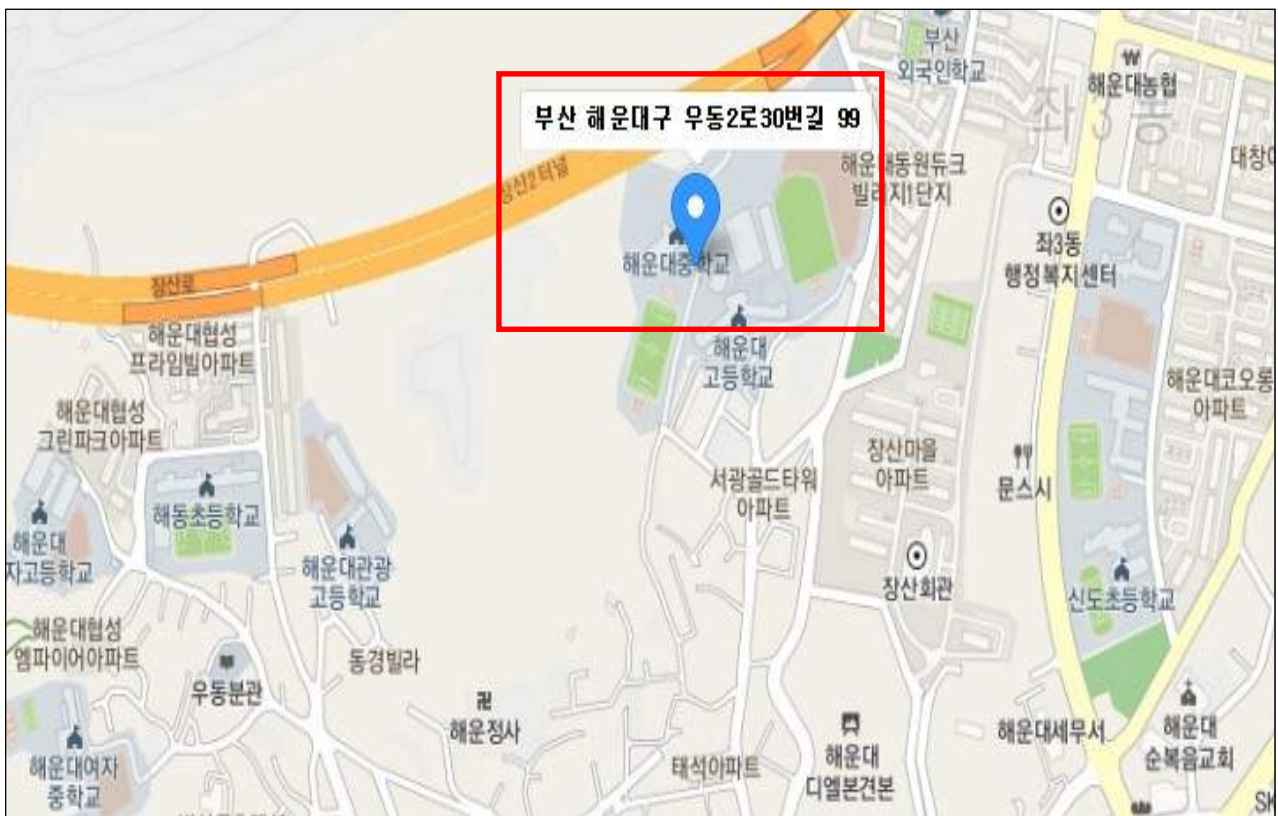 부산
외국인학교
해운대농협
좌3동
부산 해운대구 우동2로30번길 99
대창이
장산2터널
해운대동원듀크
빌리지1단지
해운대중학교
좌3동
행정복지센터
장산로
해운대협성
프라임빌아파트
해운대
고등학교
해운대코오롱
아파트
해운대협성
그린파크아파트
장산마을
아파트
서광골드타워
아파트
문스시
해동초등학교
해운대
자고등학교
해운대관광
고등학교
장산회관
신도초등학교
해운대협성
엠파이어아파트
동경빌라
우동분관
해운정사
해운대세무서
해운대
순복음교회
해운대
디엘본견본
태석아파트
해운대여자
중학교
SK